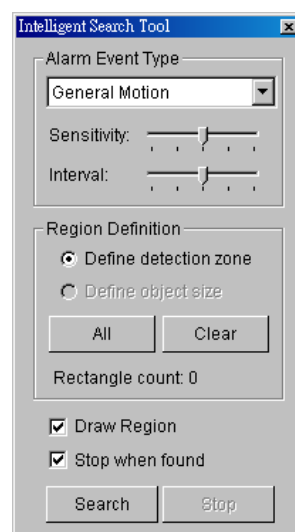 Intelligent Search Tool
Alarm Event Type
General Motion
Sensitivity:
Interval:
Region Definition
Define detection zone
Define object size
All Clear
Rectangle count: 0
Draw Region
Stop when found
Search Stop